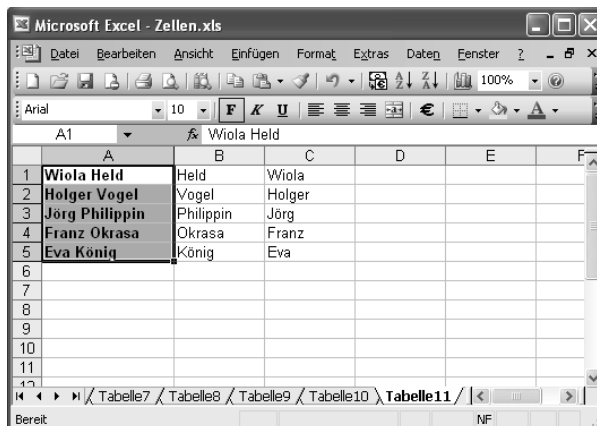 Microsoft Excel - Zellen.xls
Datei Bearbeiten Ansicht Einfügen Format Extras Daten Fenster ?
100%
Arial 10 F K U €
A1 fx Wiola Held
A B C D E F
1 Wiola Held Held Wiola
2 Holger Vogel Vogel Holger
3 Jörg Philippin Philippin Jörg
4 Franz Okrasa Okrasa Franz
5 Eva König König Eva
6
7
8
9
10
11
12
Tabelle7 Tabelle8 Tabelle9 Tabelle10 Tabelle11
Bereit NF